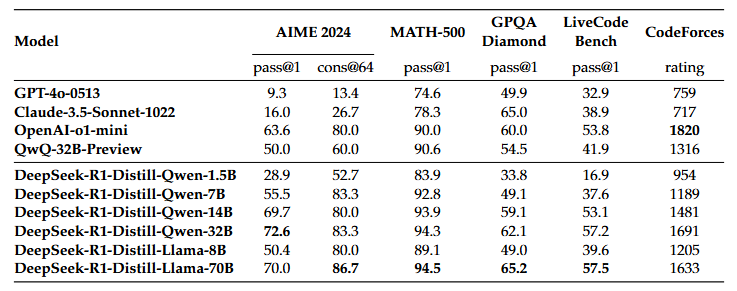 Model AIME 2024 MATH-500 GPQA Diamond LiveCode Bench CodeForces
pass@1 cons@64 pass@1 pass@1 pass@1 rating
GPT-4o-0513 9.3 13.4 74.6 49.9 32.9 759
Claude-3.5-Sonnet-1022 16.0 26.7 78.3 65.0 38.9 717
OpenAI-o1-mini 63.6 80.0 90.0 60.0 53.8 1820
QwQ-32B-Preview 50.0 60.0 90.6 54.5 41.9 1316
DeepSeek-R1-Distill-Qwen-1.5B 28.9 52.7 83.9 33.8 16.9 954
DeepSeek-R1-Distill-Qwen-7B 55.5 83.3 92.8 49.1 37.6 1189
DeepSeek-R1-Distill-Qwen-14B 69.7 80.0 93.9 59.1 53.1 1481
DeepSeek-R1-Distill-Qwen-32B 72.6 83.3 94.3 62.1 57.2 1691
DeepSeek-R1-Distill-Llama-8B 50.4 80.0 89.1 49.0 39.6 1205
DeepSeek-R1-Distill-Llama-70B 70.0 86.7 94.5 65.2 57.5 1633